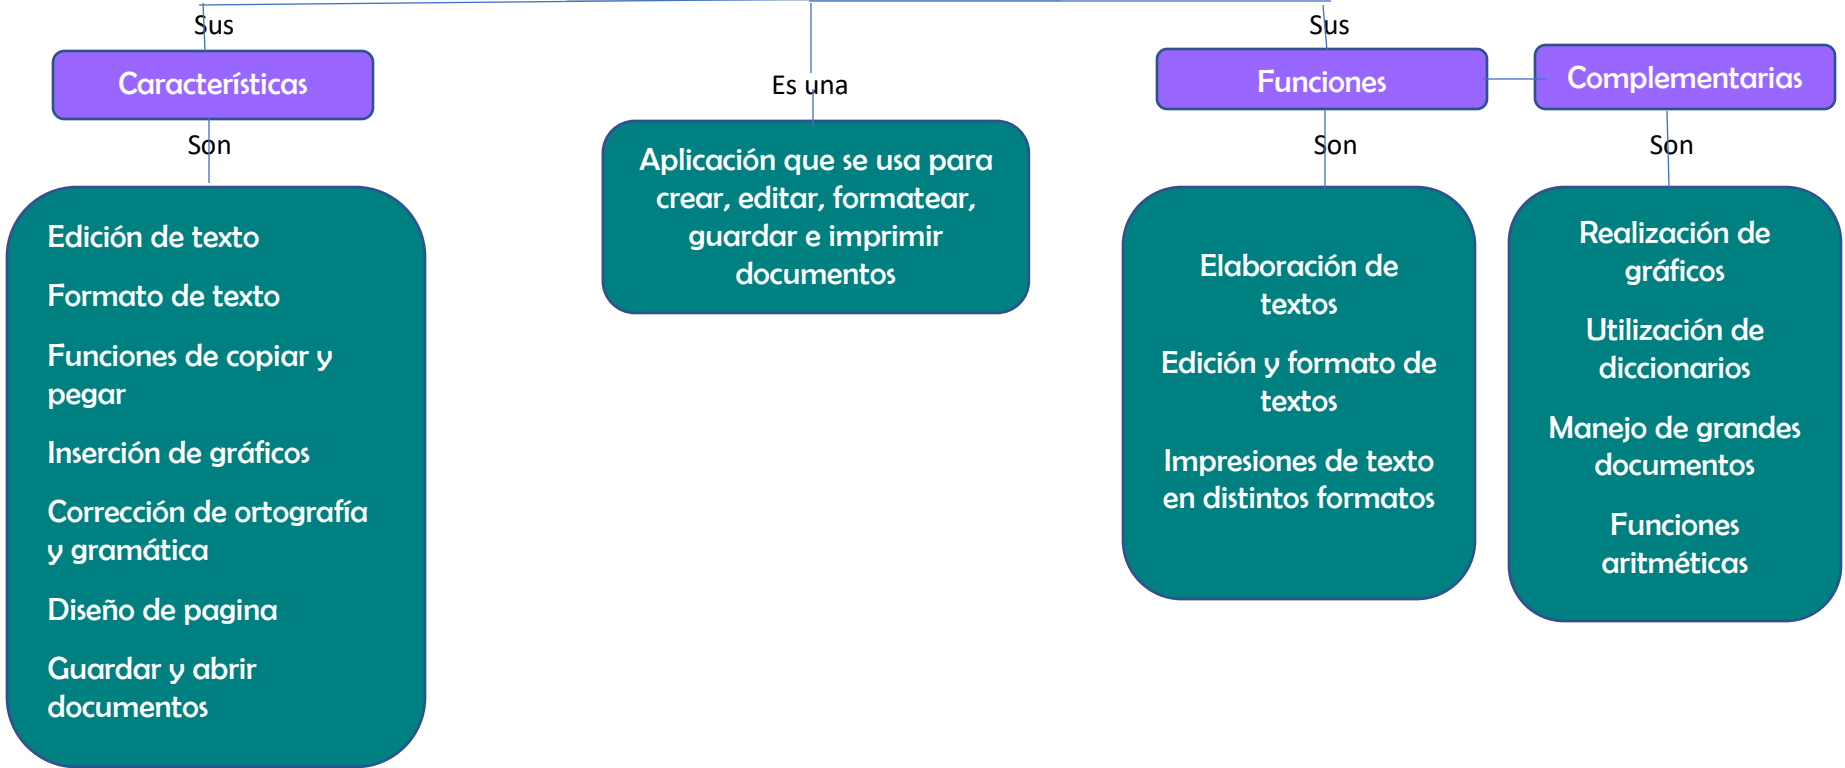 Sus
Características
Son
Edición de texto
Formato de texto
Funciones de copiar y
pegar
Inserción de gráficos
Corrección de ortografía
y gramática
Diseño de pagina
Guardar y abrir
documentos
Es una
Aplicación que se usa para
crear, editar, formatear,
guardar e imprimir
documentos
Sus
Funciones
Son
Elaboración de
textos
Edición y formato de
textos
Impresiones de texto
en distintos formatos
Complementarias
Son
Realización de
gráficos
Utilización de
diccionarios
Manejo de grandes
documentos
Funciones
aritméticas